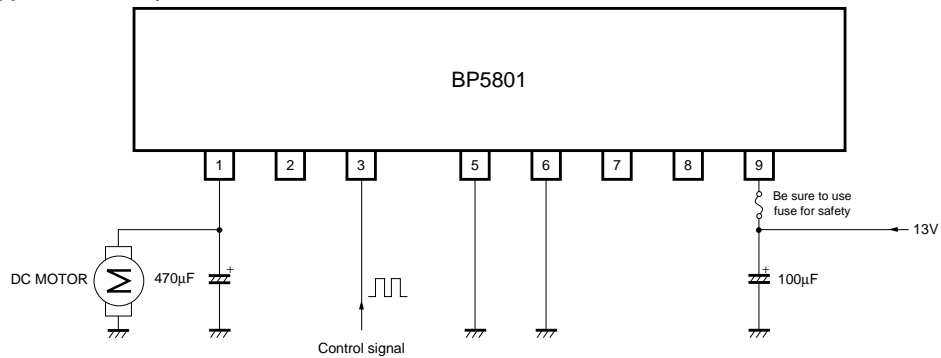 BP5801
1 2 3 5 6 7 8 9
Be sure to use
fuse for safety
13V
DC MOTOR
M
470μF
+
+
100μF
Control signal